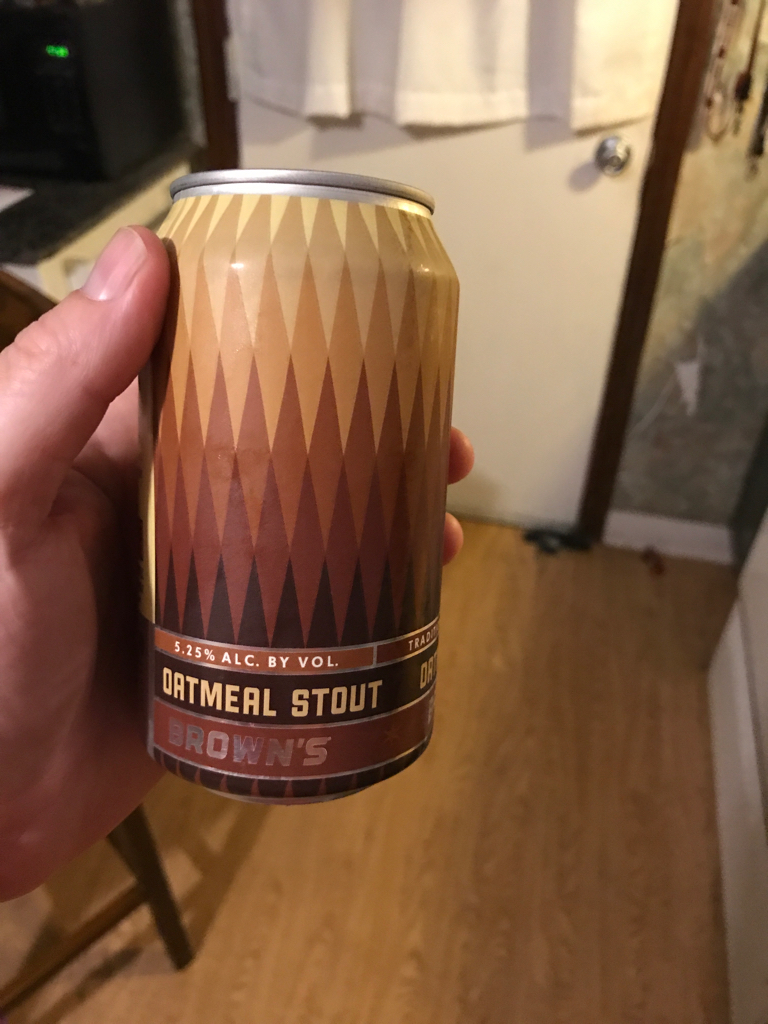 5.25% ALC. BY VOL.
OATMEAL STOUT
BROWN'S